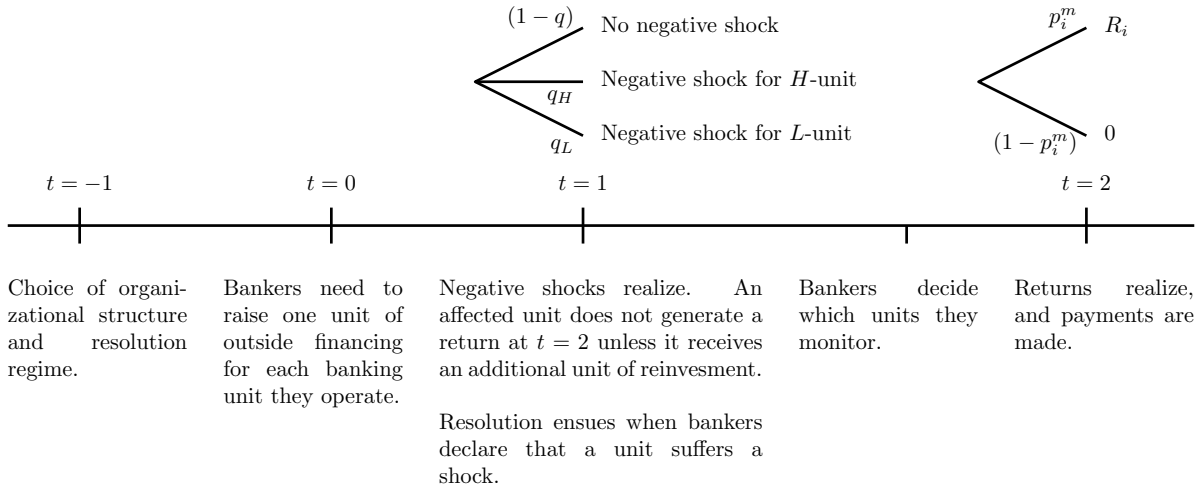 (1 − q)
No negative shock
q_H
Negative shock for H-unit
q_L
Negative shock for L-unit
p_i^m
R_i
(1 − p_i^m)
0
t = −1
t = 0
t = 1
t = 2
Choice of organi-
zational structure
and resolution
regime.
Bankers need to
raise one unit of
outside financing
for each banking
unit they operate.
Negative shocks realize. An
affected unit does not generate a
return at t = 2 unless it receives
an additional unit of reinvesment.
Resolution ensues when bankers
declare that a unit suffers a
shock.
Bankers decide
which units they
monitor.
Returns realize,
and payments are
made.